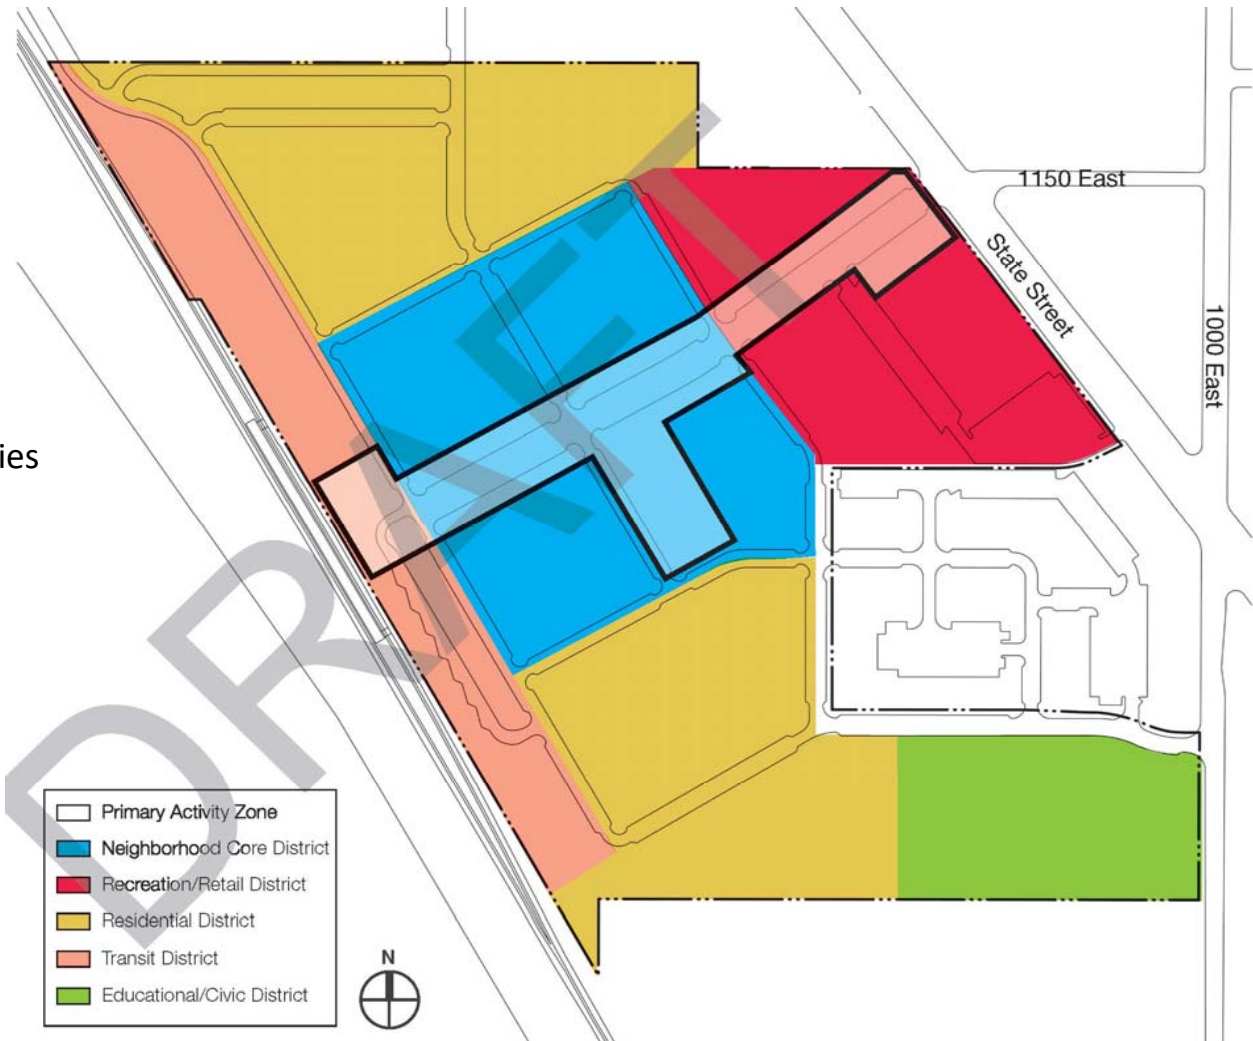 1150 East
State Street
1000 East
ies
DRAFT
Primary Activity Zone
Neighborhood Core District
Recreation/Retail District
Residential District
Transit District
Educational/Civic District
N